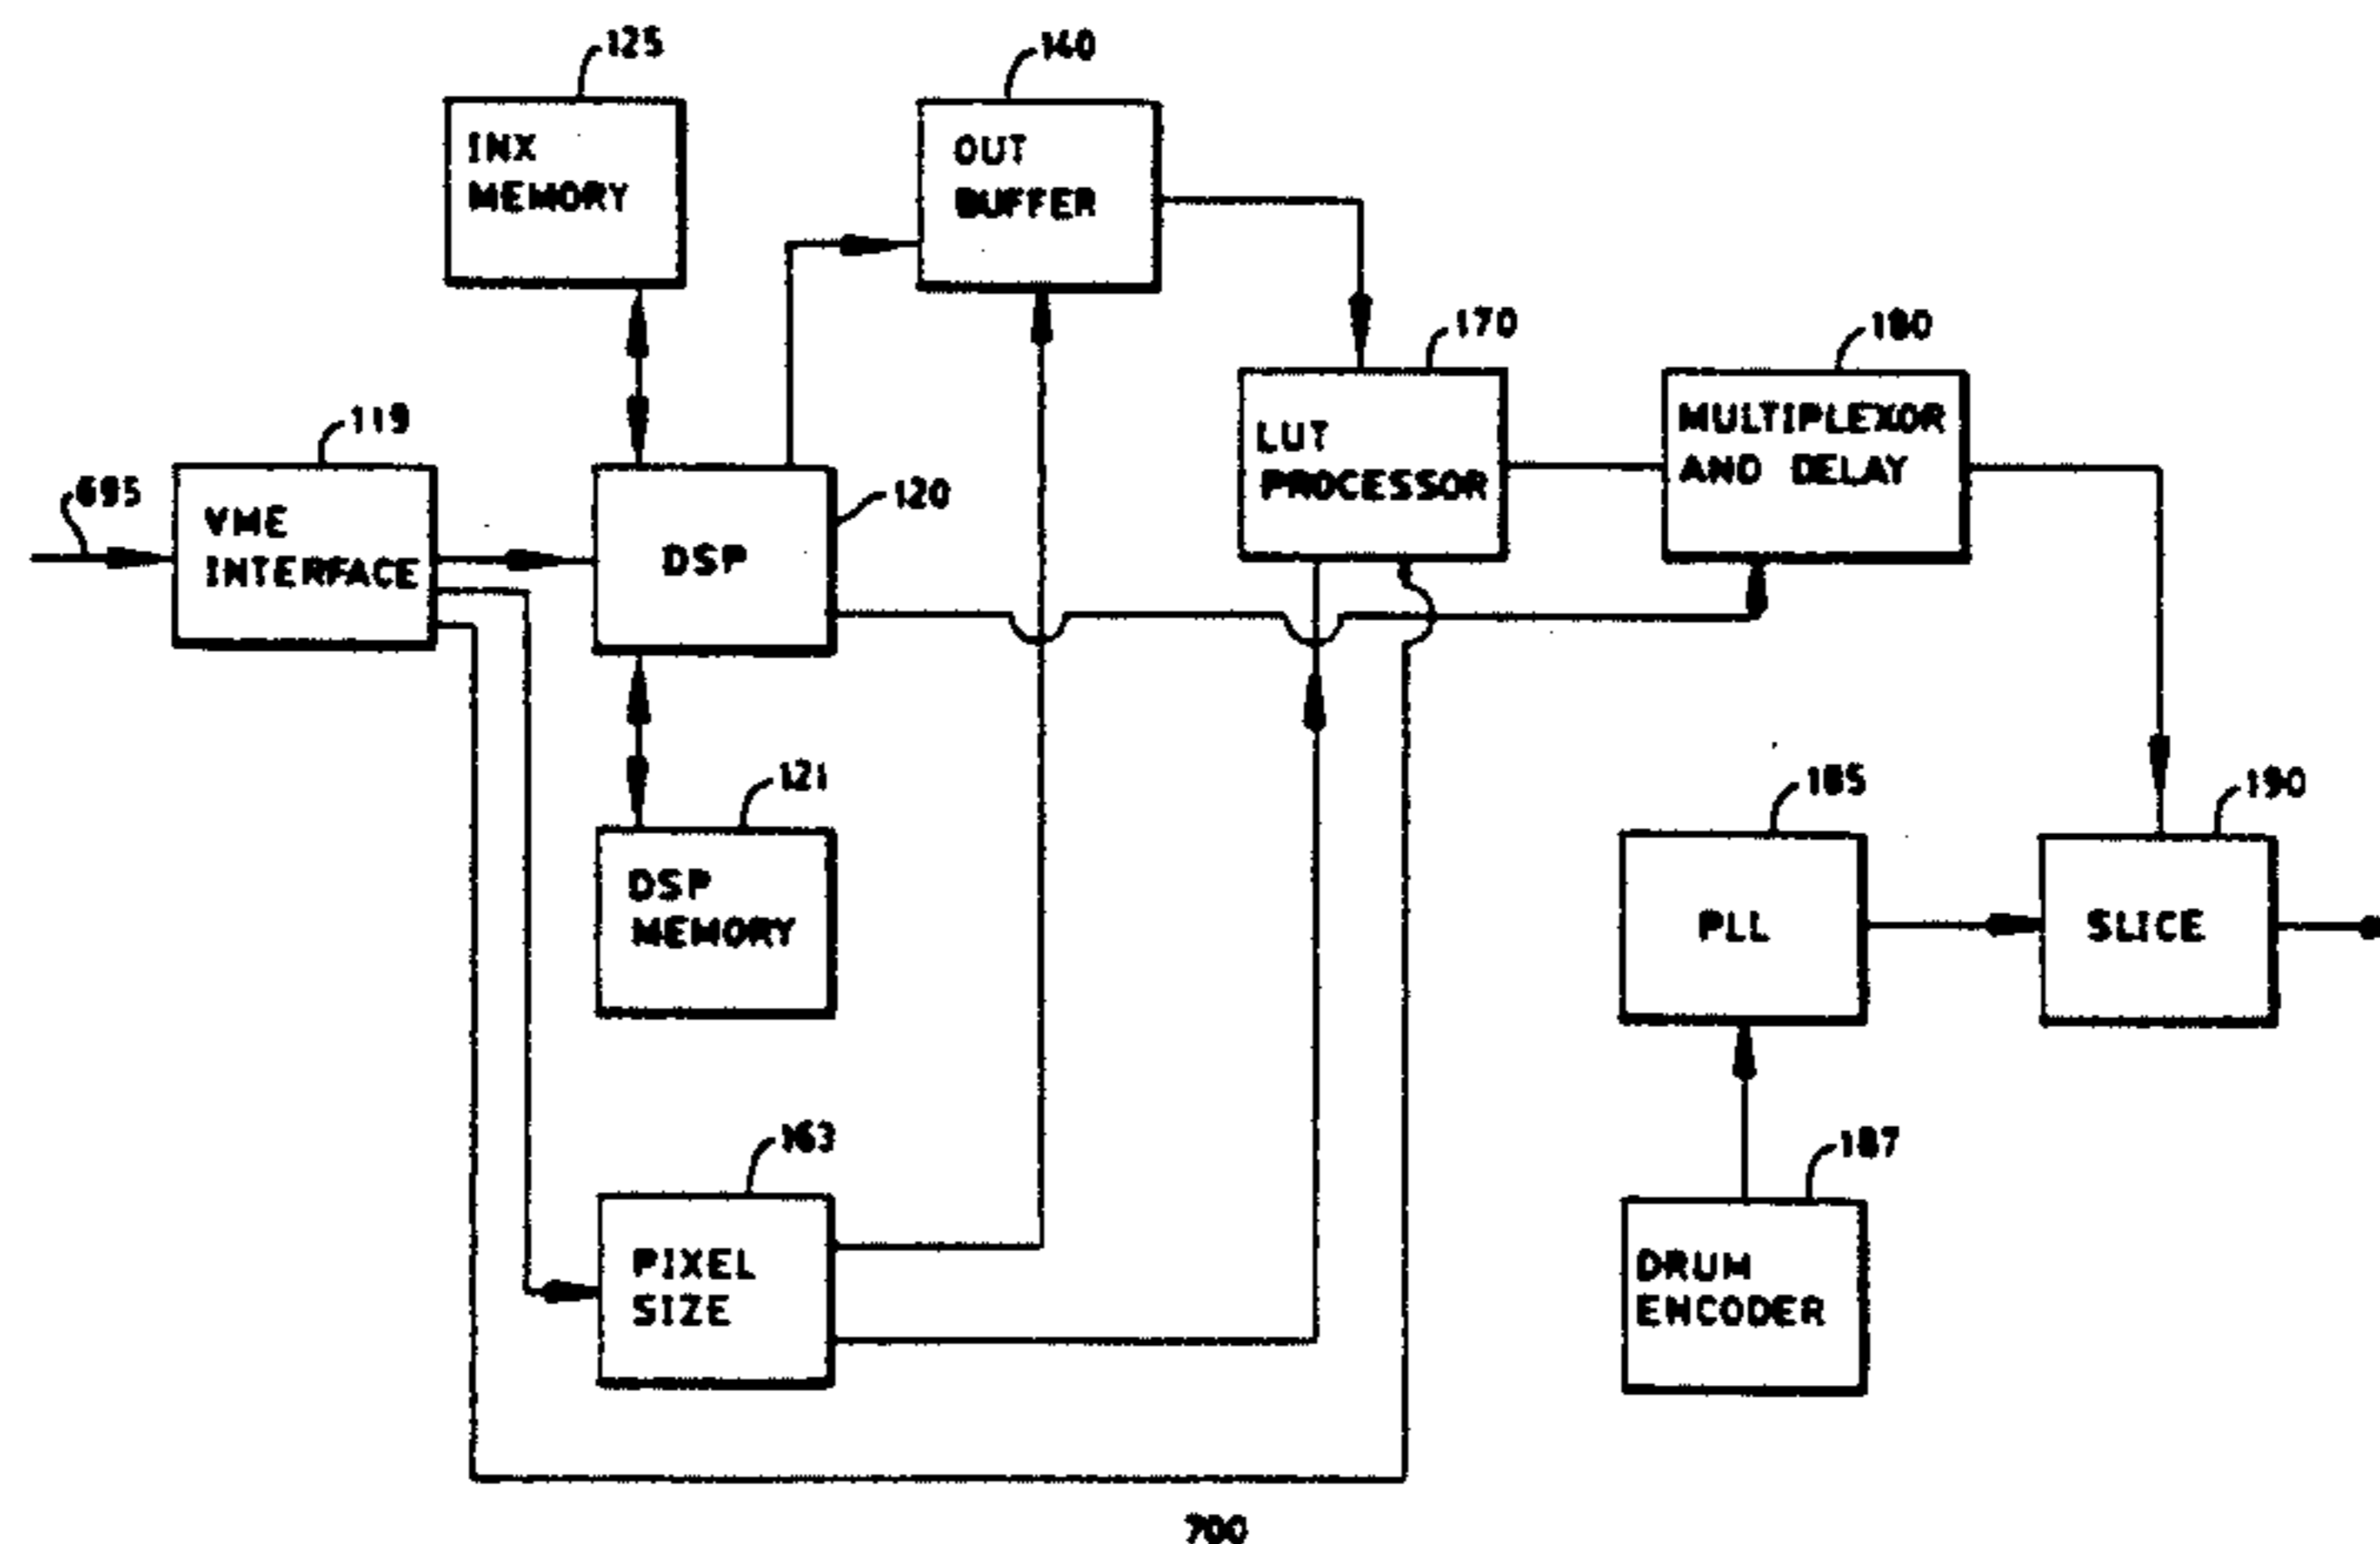 125
140
INX
MEMORY
OUT
BUFFER
170
180
119
LUT
PROCESSOR
MULTIPLEXOR
AND DELAY
695
VME
INTERFACE
120
DSP
121
185
190
DSP
MEMORY
PLL
SLICE
163
187
PIXEL
SIZE
DRUM
ENCODER
700